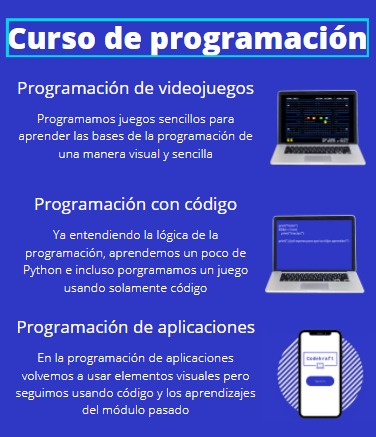 Curso de programación
Programación de videojuegos
Programamos juegos sencillos para
aprender las bases de la programación de
una manera visual y sencilla
Programación con código
Ya entendiendo la lógica de la
programación, aprendemos un poco de
Python e incluso porgramamos un juego
usando solamente código
Programación de aplicaciones
En la programación de aplicaciones
volvemos a usar elementos visuales pero
seguimos usando código y los aprendizajes
del módulo pasado
Codekraft